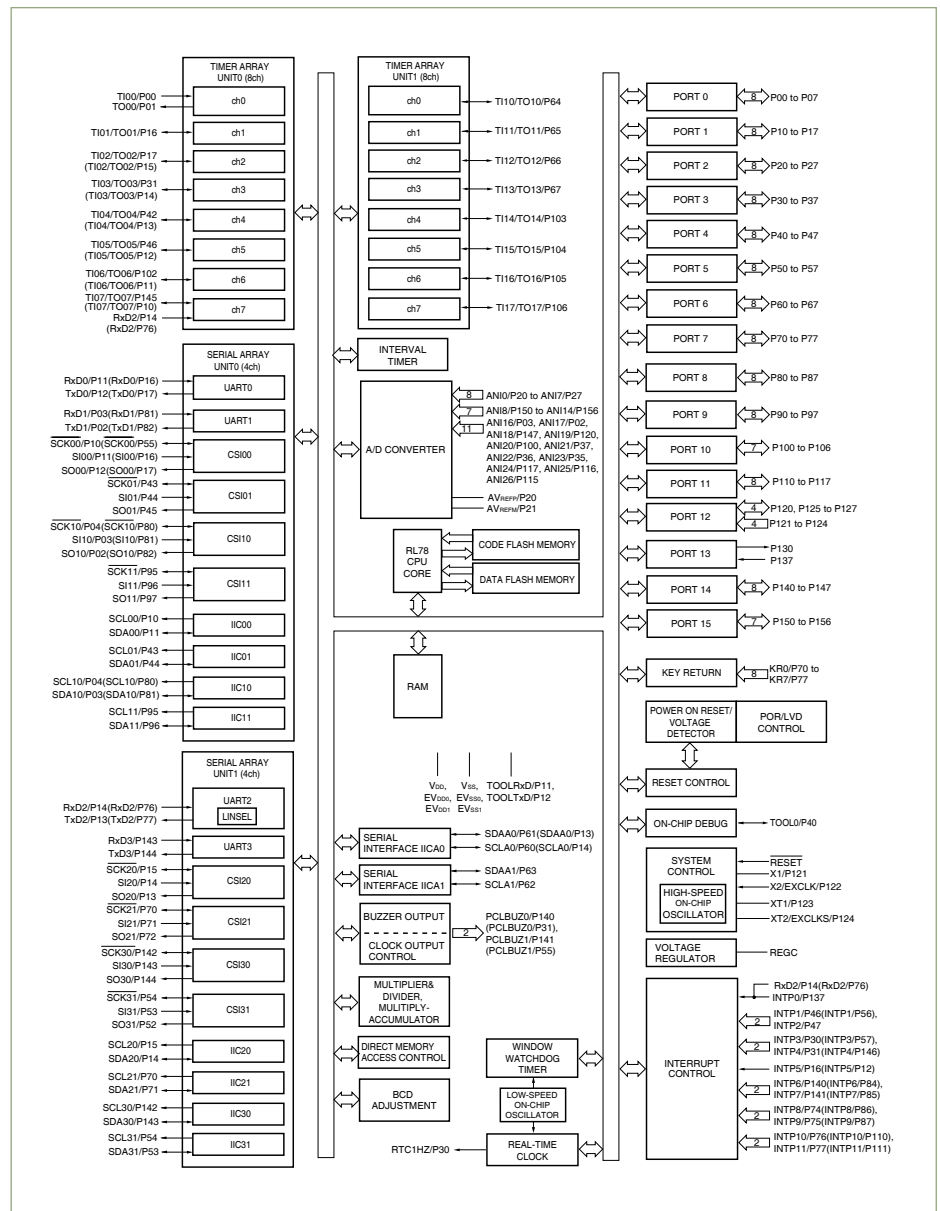 TIMER ARRAY
UNIT0 (8ch)
TI00/P00
TO00/P01
ch0
TI01/TO01/P16
ch1
TI02/TO02/P17
(TI02/TO02/P15)
ch2
TI03/TO03/P31
(TI03/TO03/P14)
ch3
TI04/TO04/P42
(TI04/TO04/P13)
ch4
TI05/TO05/P46
(TI05/TO05/P12)
ch5
TI06/TO06/P102
(TI06/TO06/P11)
ch6
TI07/TO07/P145
(TI07/TO07/P10)
RxD2/P14
(RxD2/P76)
ch7
SERIAL ARRAY
UNIT0 (4ch)
RxD0/P11(RxD0/P16)
TxD0/P12(TxD0/P17)
UART0
RxD1/P03(RxD1/P81)
TxD1/P02(TxD1/P82)
UART1
SCK00/P10(SCK00/P55)
SI00/P11(SI00/P16)
SO00/P12(SO00/P17)
CSI00
SCK01/P43
SI01/P44
SO01/P45
CSI01
SCK10/P04(SCK10/P80)
SI10/P03(SI10/P81)
SO10/P02(SO10/P82)
CSI10
SCK11/P95
SI11/P96
SO11/P97
CSI11
SCL00/P10
SDA00/P11
IIC00
SCL01/P43
SDA01/P44
IIC01
SCL10/P04(SCL10/P80)
SDA10/P03(SDA10/P81)
IIC10
SCL11/P95
SDA11/P96
IIC11
SERIAL ARRAY
UNIT1 (4ch)
RxD2/P14(RxD2/P76)
TxD2/P13(TxD2/P77)
UART2
LINSEL
RxD3/P143
TxD3/P144
UART3
SCK20/P15
SI20/P14
SO20/P13
CSI20
SCK21/P70
SI21/P71
SO21/P72
CSI21
SCK30/P142
SI30/P143
SO30/P144
CSI30
SCK31/P54
SI31/P53
SO31/P52
CSI31
SCL20/P15
SDA20/P14
IIC20
SCL21/P70
SDA21/P71
IIC21
SCL30/P142
SDA30/P143
IIC30
SCL31/P54
SDA31/P53
IIC31
TIMER ARRAY
UNIT1 (8ch)
ch0
TI10/TO10/P64
ch1
TI11/TO11/P65
ch2
TI12/TO12/P66
ch3
TI13/TO13/P67
ch4
TI14/TO14/P103
ch5
TI15/TO15/P104
ch6
TI16/TO16/P105
ch7
TI17/TO17/P106
INTERVAL
TIMER
A/D CONVERTER
8 ANI0/P20 to ANI7/P27
7 ANI8/P150 to ANI14/P156
11 ANI16/P03, ANI17/P02,
ANI18/P147, ANI19/P120,
ANI20/P100, ANI21/P37,
ANI22/P36, ANI23/P35,
ANI24/P117, ANI25/P116,
ANI26/P115
AVREFP/P20
AVREFM/P21
RL78
CPU
CORE
CODE FLASH MEMORY
DATA FLASH MEMORY
RAM
VDD,
EVDD0,
EVDD1
VSS,
EVSS0,
EVSS1
TOOLRxD/P11,
TOOLTxD/P12
SERIAL
INTERFACE IICA0
SDAA0/P61(SDAA0/P13)
SCLA0/P60(SCLA0/P14)
SERIAL
INTERFACE IICA1
SDAA1/P63
SCLA1/P62
BUZZER OUTPUT
CLOCK OUTPUT
CONTROL
2
PCLBUZ0/P140
(PCLBUZ0/P31),
PCLBUZ1/P141
(PCLBUZ1/P55)
MULTIPLIER&
DIVIDER,
MULITIPLY-
ACCUMULATOR
DIRECT MEMORY
ACCESS CONTROL
BCD
ADJUSTMENT
WINDOW
WATCHDOG
TIMER
LOW-SPEED
ON-CHIP
OSCILLATOR
RTC1HZ/P30
REAL-TIME
CLOCK
PORT 0 8 P00 to P07
PORT 1 8 P10 to P17
PORT 2 8 P20 to P27
PORT 3 8 P30 to P37
PORT 4 8 P40 to P47
PORT 5 8 P50 to P57
PORT 6 8 P60 to P67
PORT 7 8 P70 to P77
PORT 8 8 P80 to P87
PORT 9 8 P90 to P97
PORT 10 7 P100 to P106
PORT 11 8 P110 to P117
PORT 12
4 P120, P125 to P127
4 P121 to P124
PORT 13
P130
P137
PORT 14 8 P140 to P147
PORT 15 7 P150 to P156
KEY RETURN
8
KR0/P70 to
KR7/P77
POWER ON RESET/
VOLTAGE
DETECTOR
POR/LVD
CONTROL
RESET CONTROL
ON-CHIP DEBUG
TOOL0/P40
SYSTEM
CONTROL
HIGH-SPEED
ON-CHIP
OSCILLATOR
RESET
X1/P121
X2/EXCLK/P122
XT1/P123
XT2/EXCLKS/P124
VOLTAGE
REGULATOR
REGC
INTERRUPT
CONTROL
RxD2/P14(RxD2/P76)
INTP0/P137
2 INTP1/P46(INTP1/P56),
INTP2/P47
2 INTP3/P30(INTP3/P57),
INTP4/P31(INTP4/P146)
INTP5/P16(INTP5/P12)
2 INTP6/P140(INTP6/P84),
INTP7/P141(INTP7/P85)
2 INTP8/P74(INTP8/P86),
INTP9/P75(INTP9/P87)
2 INTP10/P76(INTP10/P110),
INTP11/P77(INTP11/P111)